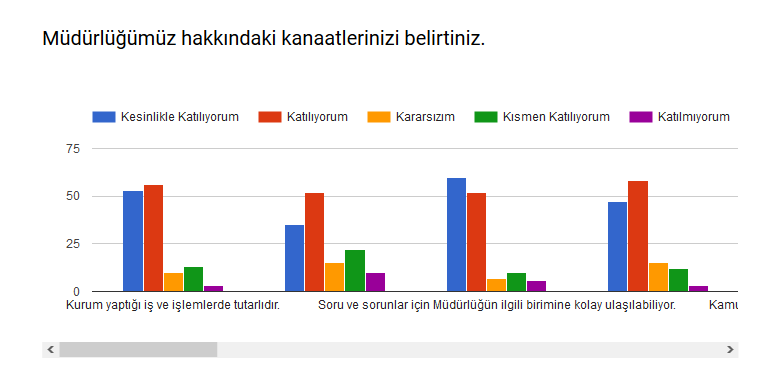 Müdürlüğümüz hakkındaki kanaatlerinizi belirtiniz.
Kesinlikle Katılıyorum Katılıyorum Kararsızım Kısmen Katılıyorum Katılmıyorum
75
50
25
0
Kurum yaptığı iş ve işlemlerde tutarlıdır. Soru ve sorunlar için Müdürlüğün ilgili birimine kolay ulaşılabiliyor. Kamu